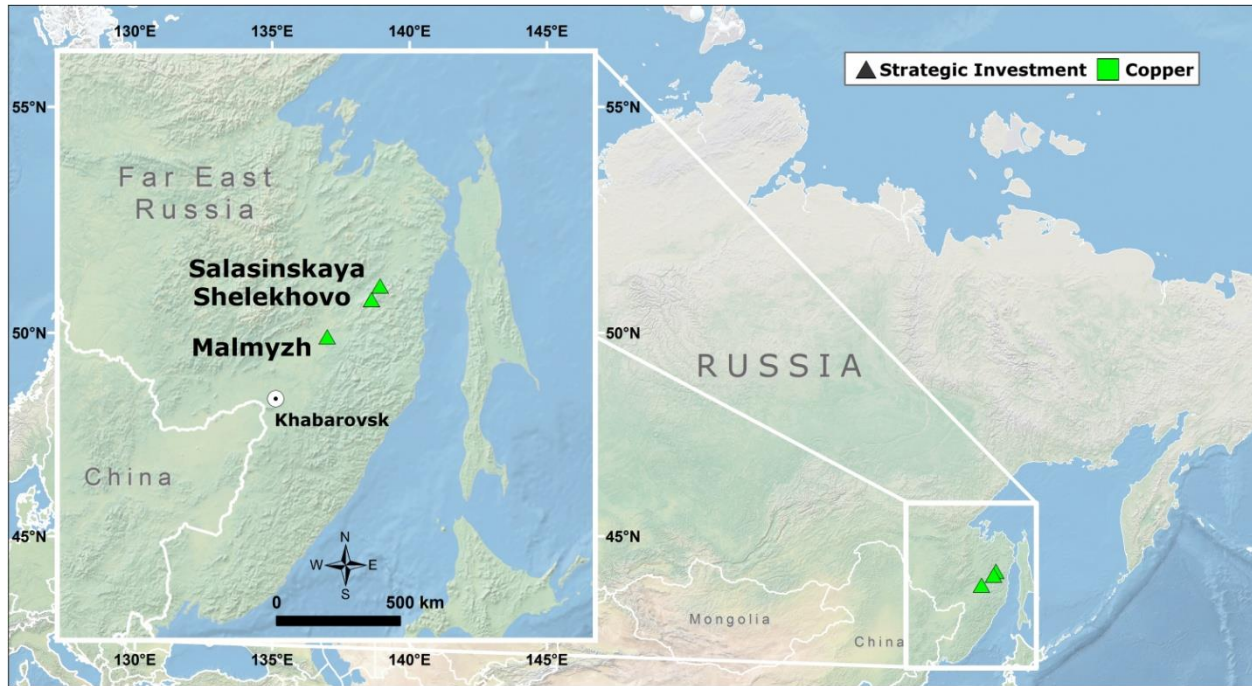 130°E 135°E 140°E 145°E
Strategic Investment Copper
55°N 55°N
Far East
Russia
Salasinskaya
Shelekhovo
50°N 50°N
Malmyzh
RUSSIA
Khabarovsk
China
45°N 45°N
N
W E
S
0 500 km
Mongolia
China
130°E 135°E 140°E 145°E